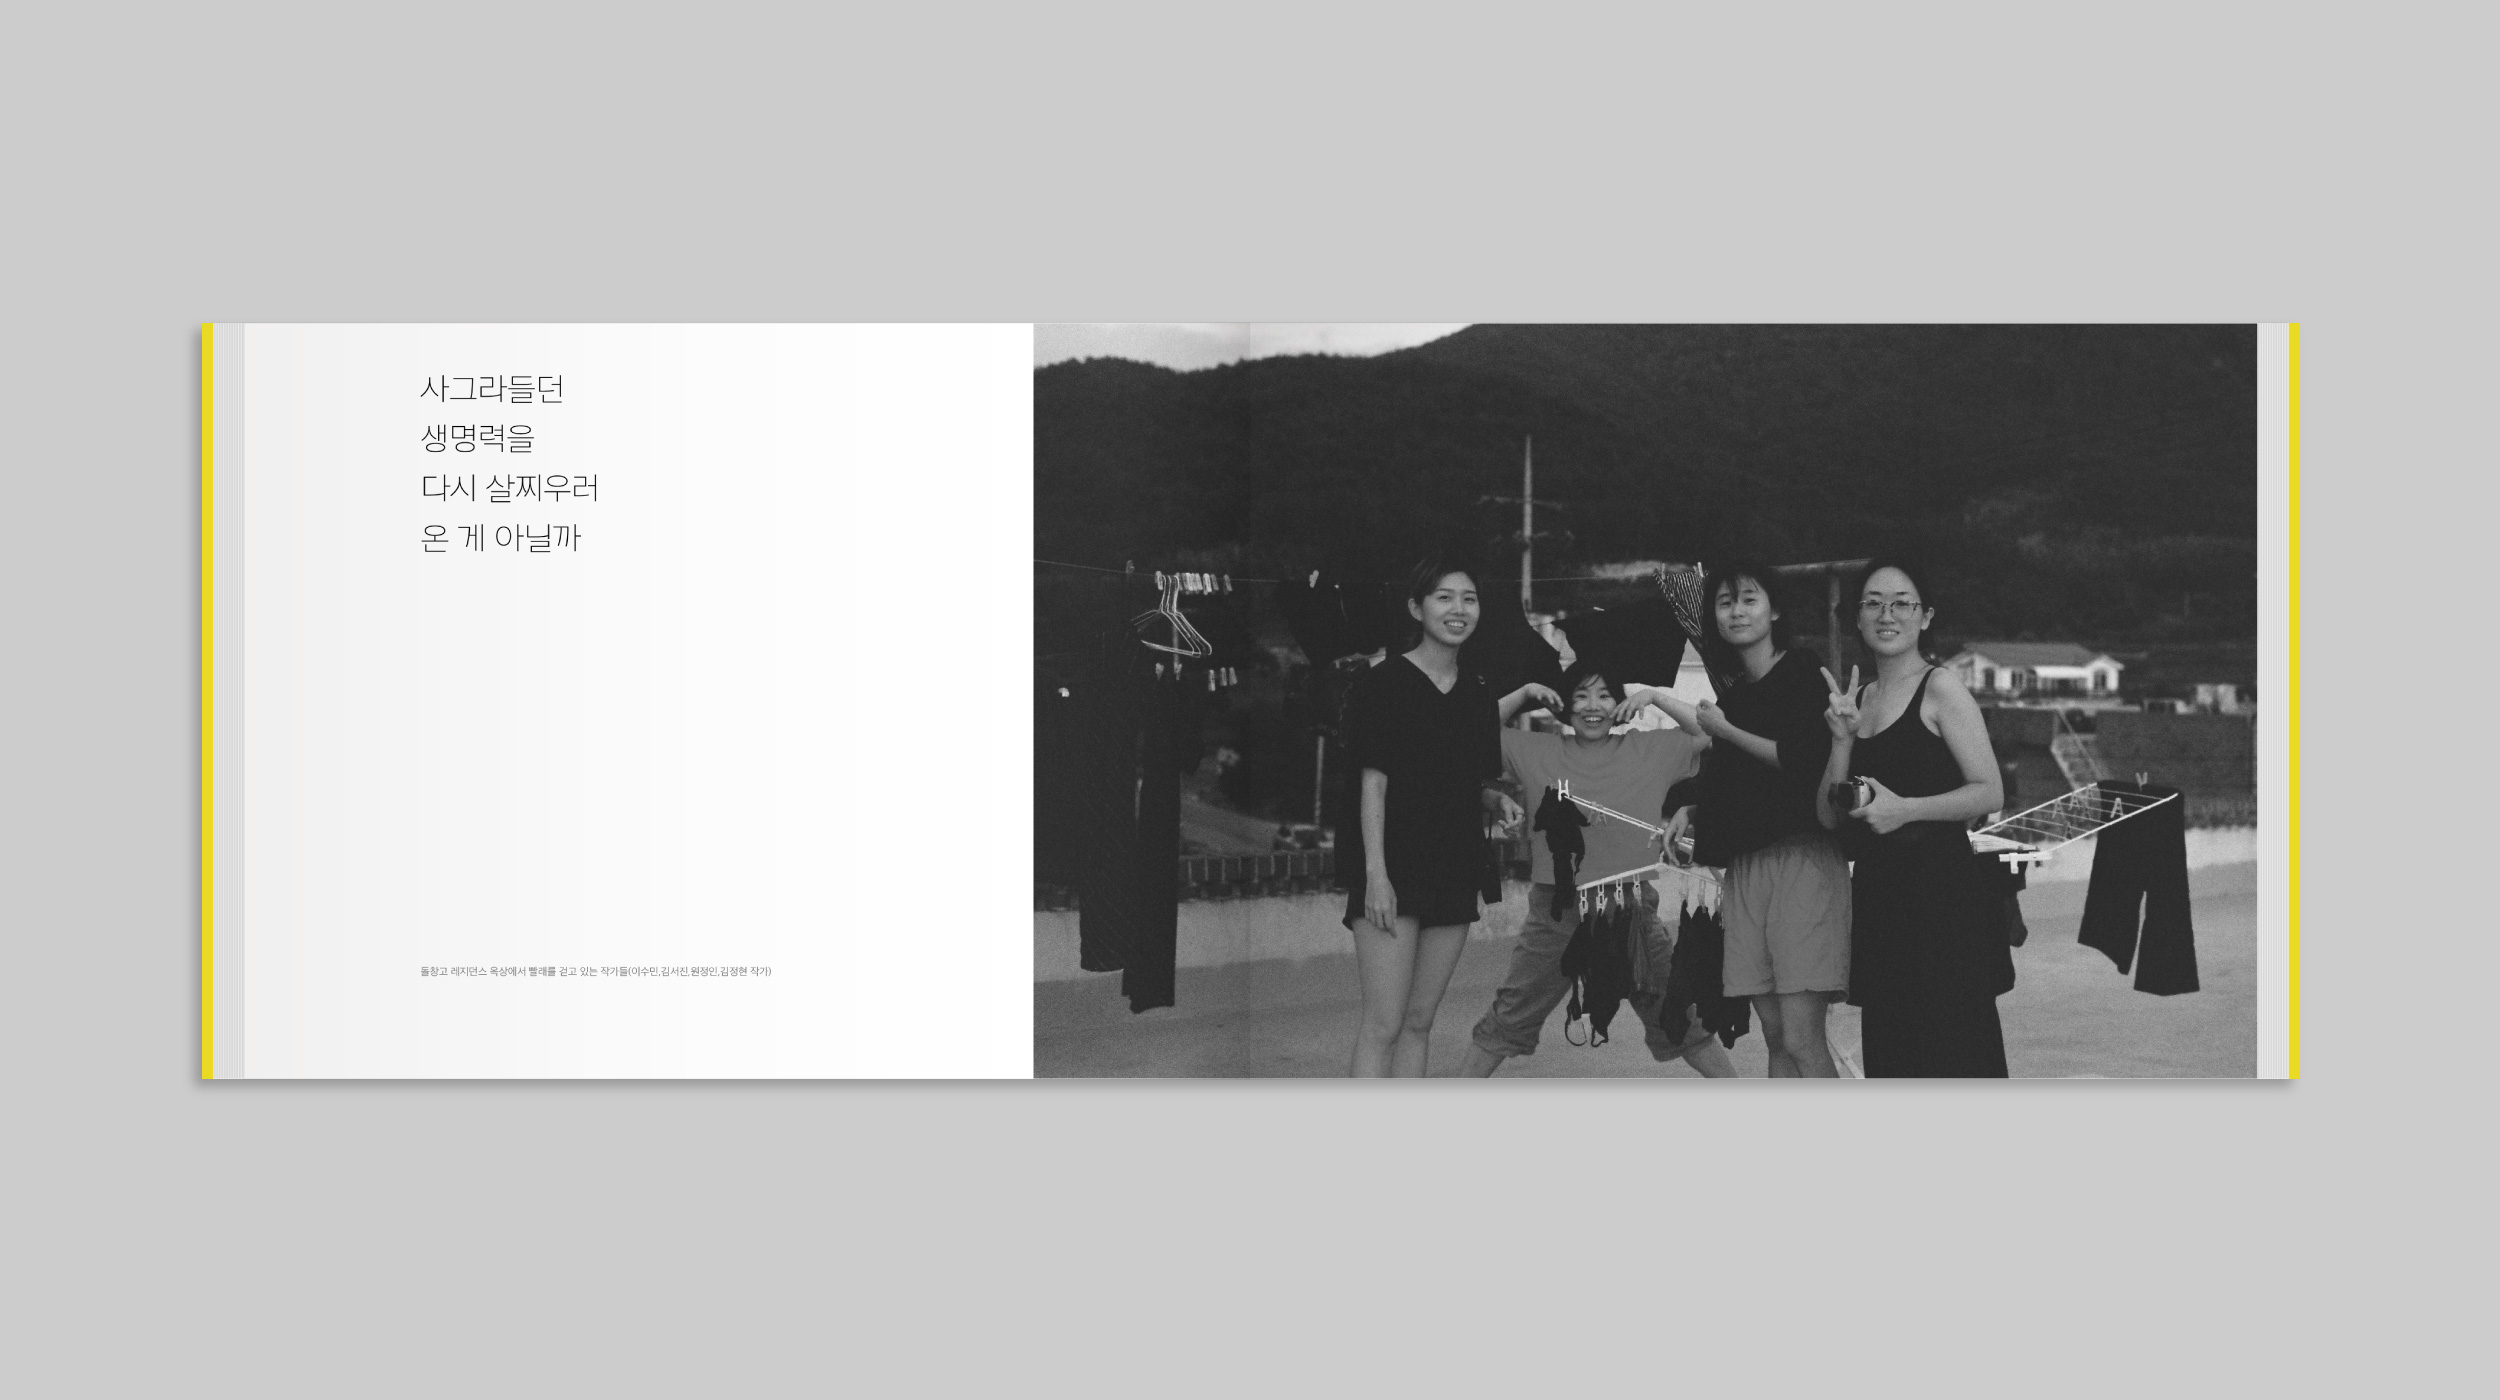 사그라들던
생명력을
다시 살찌우러
온 게 아닐까
돌창고 레지던스 옥상에서 빨래를 걷고 있는 작가들(이수민,김서진,원정인,김정현 작가)